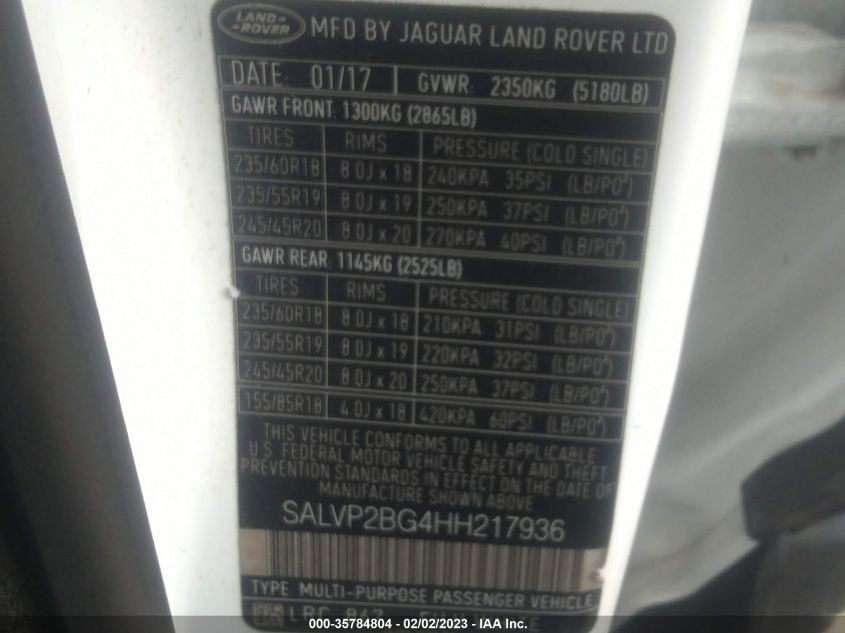 LAND-
-ROVER-
MFD BY JAGUAR LAND ROVER LTD
DATE: 01/17 GVWR: 2350KG (5180LB)
GAWR FRONT: 1300KG (2865LB)
TIRES RIMS PRESSURE (COLD SINGLE)
235/60R18 8.0J x 18 240KPA 35PSI (LB/PO²)
235/55R19 8.0J x 19 250KPA 37PSI (LB/PO²)
245/45R20 8.0J x 20 270KPA 40PSI (LB/PO²)
GAWR REAR: 1145KG (2525LB)
TIRES RIMS PRESSURE (COLD SINGLE)
235/60R18 8.0J x 18 210KPA 31PSI (LB/PO²)
235/55R19 8.0J x 19 220KPA 32PSI (LB/PO²)
245/45R20 8.0J x 20 250KPA 37PSI (LB/PO²)
155/85R18 4.0J x 18 420KPA 60PSI (LB/PO²)
THIS VEHICLE CONFORMS TO ALL APPLICABLE
U.S. FEDERAL MOTOR VEHICLE SAFETY AND THEFT
PREVENTION STANDARDS IN EFFECT ON THE DATE OF
MANUFACTURE SHOWN ABOVE
SALVP2BG4HH217936
TYPE: MULTI-PURPOSE PASSENGER VEHICLE
LRC 867
000-35784804 - 02/02/2023 - IAA Inc.